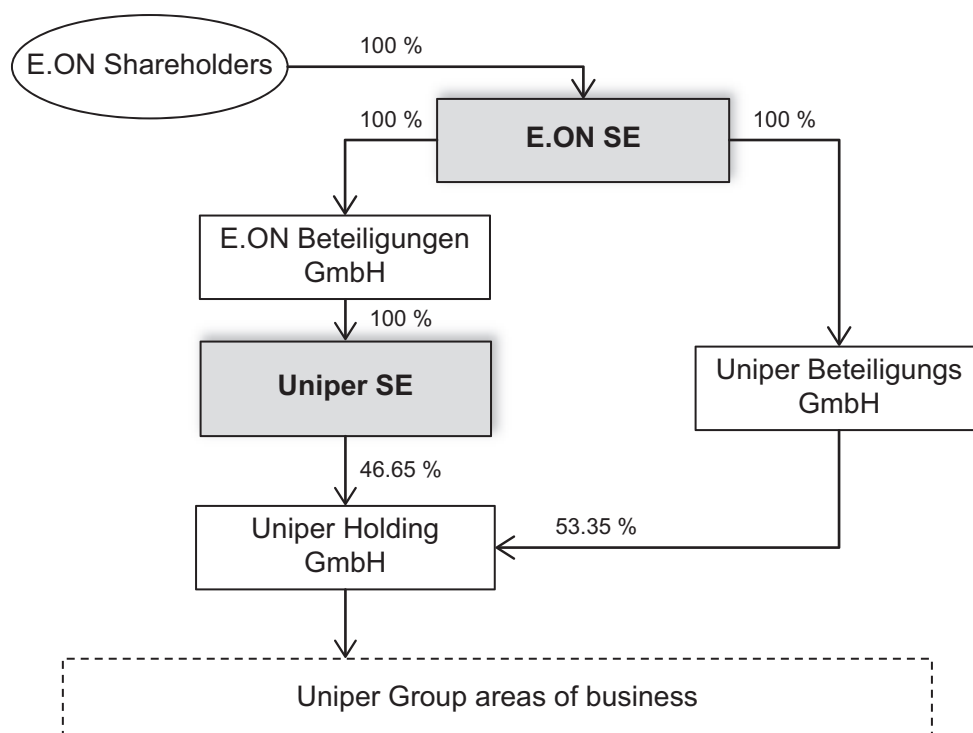 100 %
E.ON Shareholders
E.ON SE
100 %
100 %
E.ON Beteiligungen
GmbH
100 %
Uniper SE
Uniper Beteiligungs
GmbH
46.65 %
Uniper Holding
GmbH
53.35 %
Uniper Group areas of business